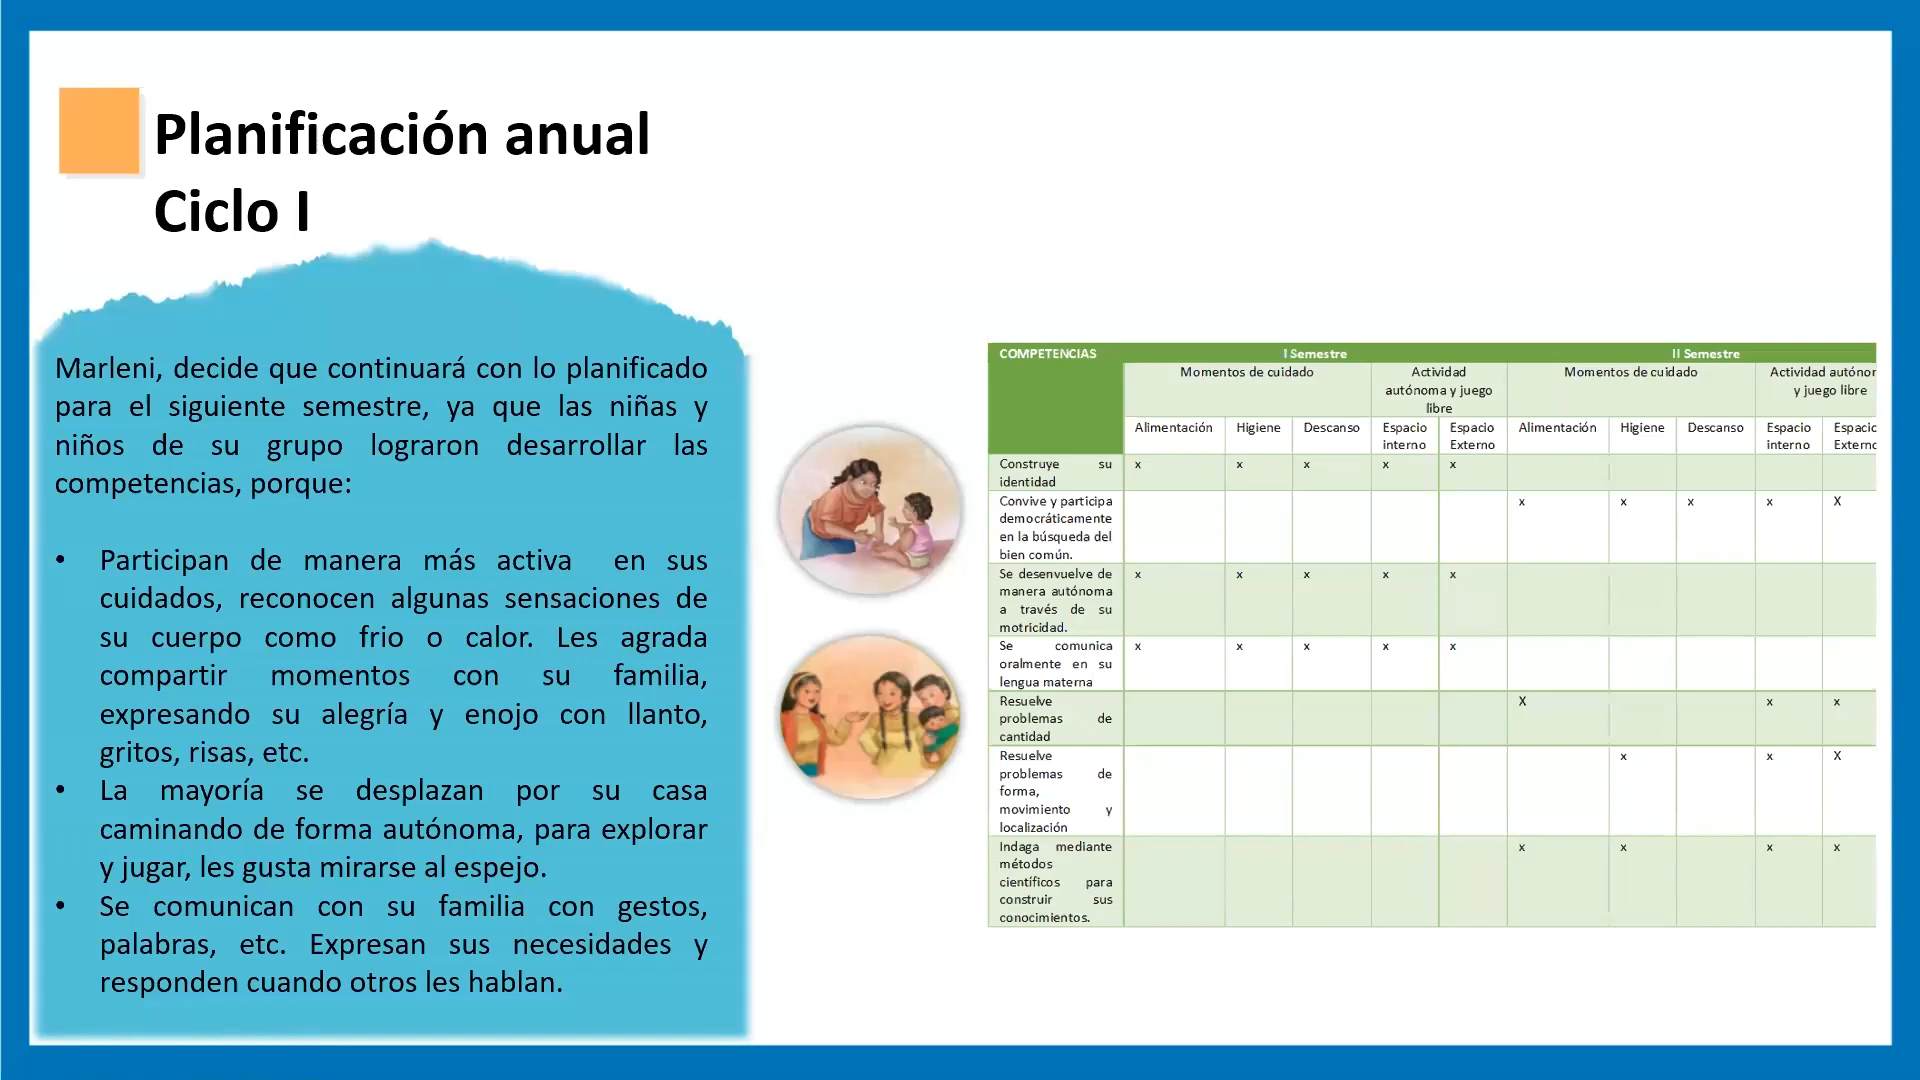 Planificación anual
Ciclo I
Marleni, decide que continuará con lo planificado
para el siguiente semestre, ya que las niñas y
niños de su grupo lograron desarrollar las
competencias, porque:
• Participan de manera más activa en sus
cuidados, reconocen algunas sensaciones de
su cuerpo como frio o calor. Les agrada
compartir momentos con su familia,
expresando su alegría y enojo con llanto,
gritos, risas, etc.
• La mayoría se desplazan por su casa
caminando de forma autónoma, para explorar
y jugar, les gusta mirarse al espejo.
• Se comunican con su familia con gestos,
palabras, etc. Expresan sus necesidades y
responden cuando otros les hablan.
COMPETENCIAS I Semestre II Semestre
Momentos de cuidado Actividad Momentos de cuidado Actividad autónor
autónoma y juego y juego libre
libre
Alimentación Higiene Descanso Espacio Espacio Alimentación Higiene Descanso Espacio Espacio
interno Externo interno Externo
Construye su x x x x x
identidad
Convive y participa x x x x X
democráticamente
en la búsqueda del
bien común.
Se desenvuelve de x x x x x
manera autónoma
a través de su
motricidad.
Se comunica x x x x x
oralmente en su
lengua materna
Resuelve X x x
problemas de
cantidad
Resuelve x x X
problemas de
forma,
movimiento y
localización
Indaga mediante x x x x
métodos
científicos para
construir sus
conocimientos.